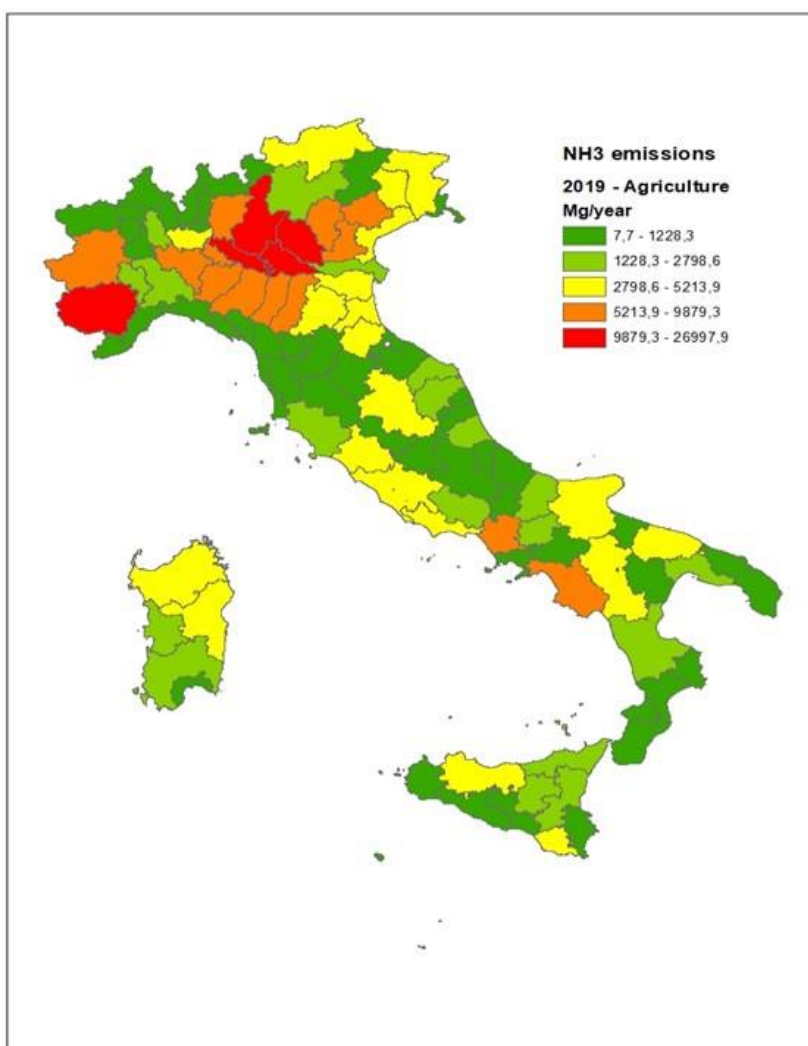 NH3 emissions
2019 - Agriculture
Mg/year
7,7 - 1228,3
1228,3 - 2798,6
2798,6 - 5213,9
5213,9 - 9879,3
9879,3 - 26997,9